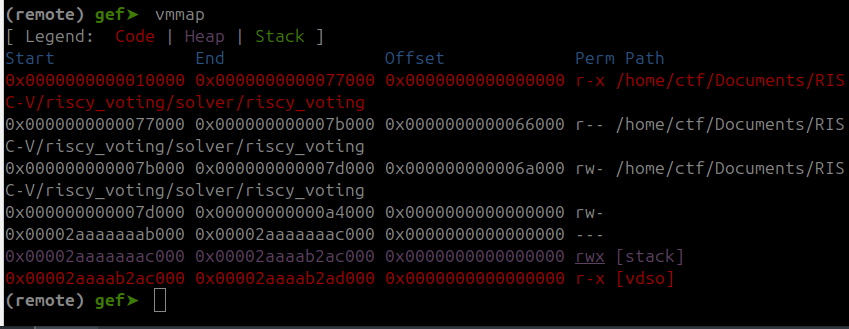 (remote) gef➤  vmmap
[ Legend:  Code | Heap | Stack ]
Start              End                Offset             Perm Path
0x0000000000010000 0x0000000000077000 0x0000000000000000 r-x /home/ctf/Documents/RIS
C-V/riscy_voting/solver/riscy_voting
0x0000000000077000 0x000000000007b000 0x0000000000066000 r-- /home/ctf/Documents/RIS
C-V/riscy_voting/solver/riscy_voting
0x000000000007b000 0x000000000007d000 0x000000000006a000 rw- /home/ctf/Documents/RIS
C-V/riscy_voting/solver/riscy_voting
0x000000000007d000 0x00000000000a4000 0x0000000000000000 rw-
0x00002aaaaaaab000 0x00002aaaaaaac000 0x0000000000000000 ---
0x00002aaaaaaac000 0x00002aaaab2ac000 0x0000000000000000 rwx [stack]
0x00002aaaab2ac000 0x00002aaaab2ad000 0x0000000000000000 r-x [vdso]
(remote) gef➤